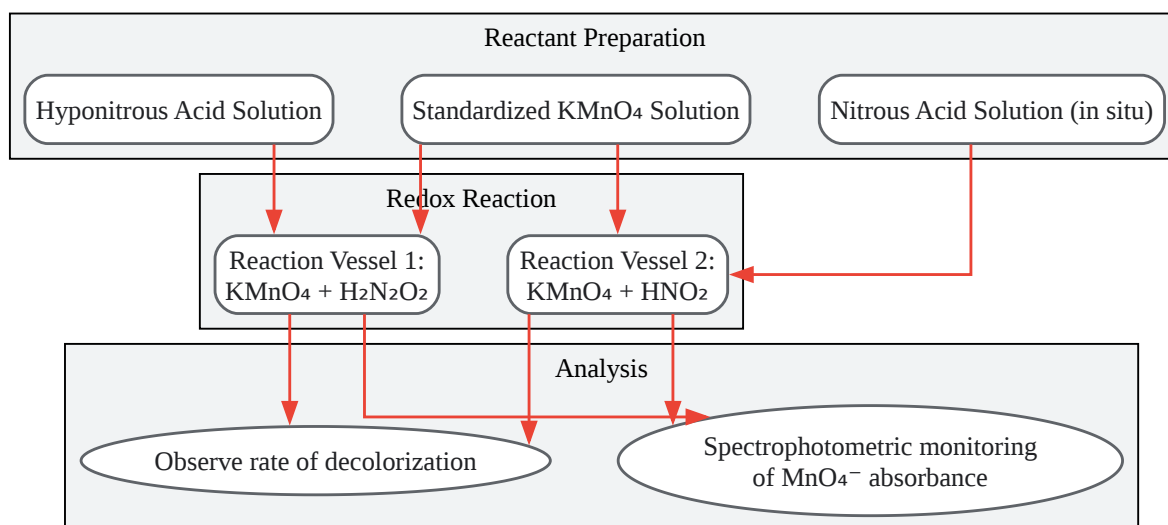 Reactant Preparation
Hyponitrous Acid Solution
Standardized KMnO₄ Solution
Nitrous Acid Solution (in situ)
Redox Reaction
Reaction Vessel 1:
KMnO₄ + H₂N₂O₂
Reaction Vessel 2:
KMnO₄ + HNO₂
Analysis
Observe rate of decolorization
Spectrophotometric monitoring
of MnO₄⁻ absorbance